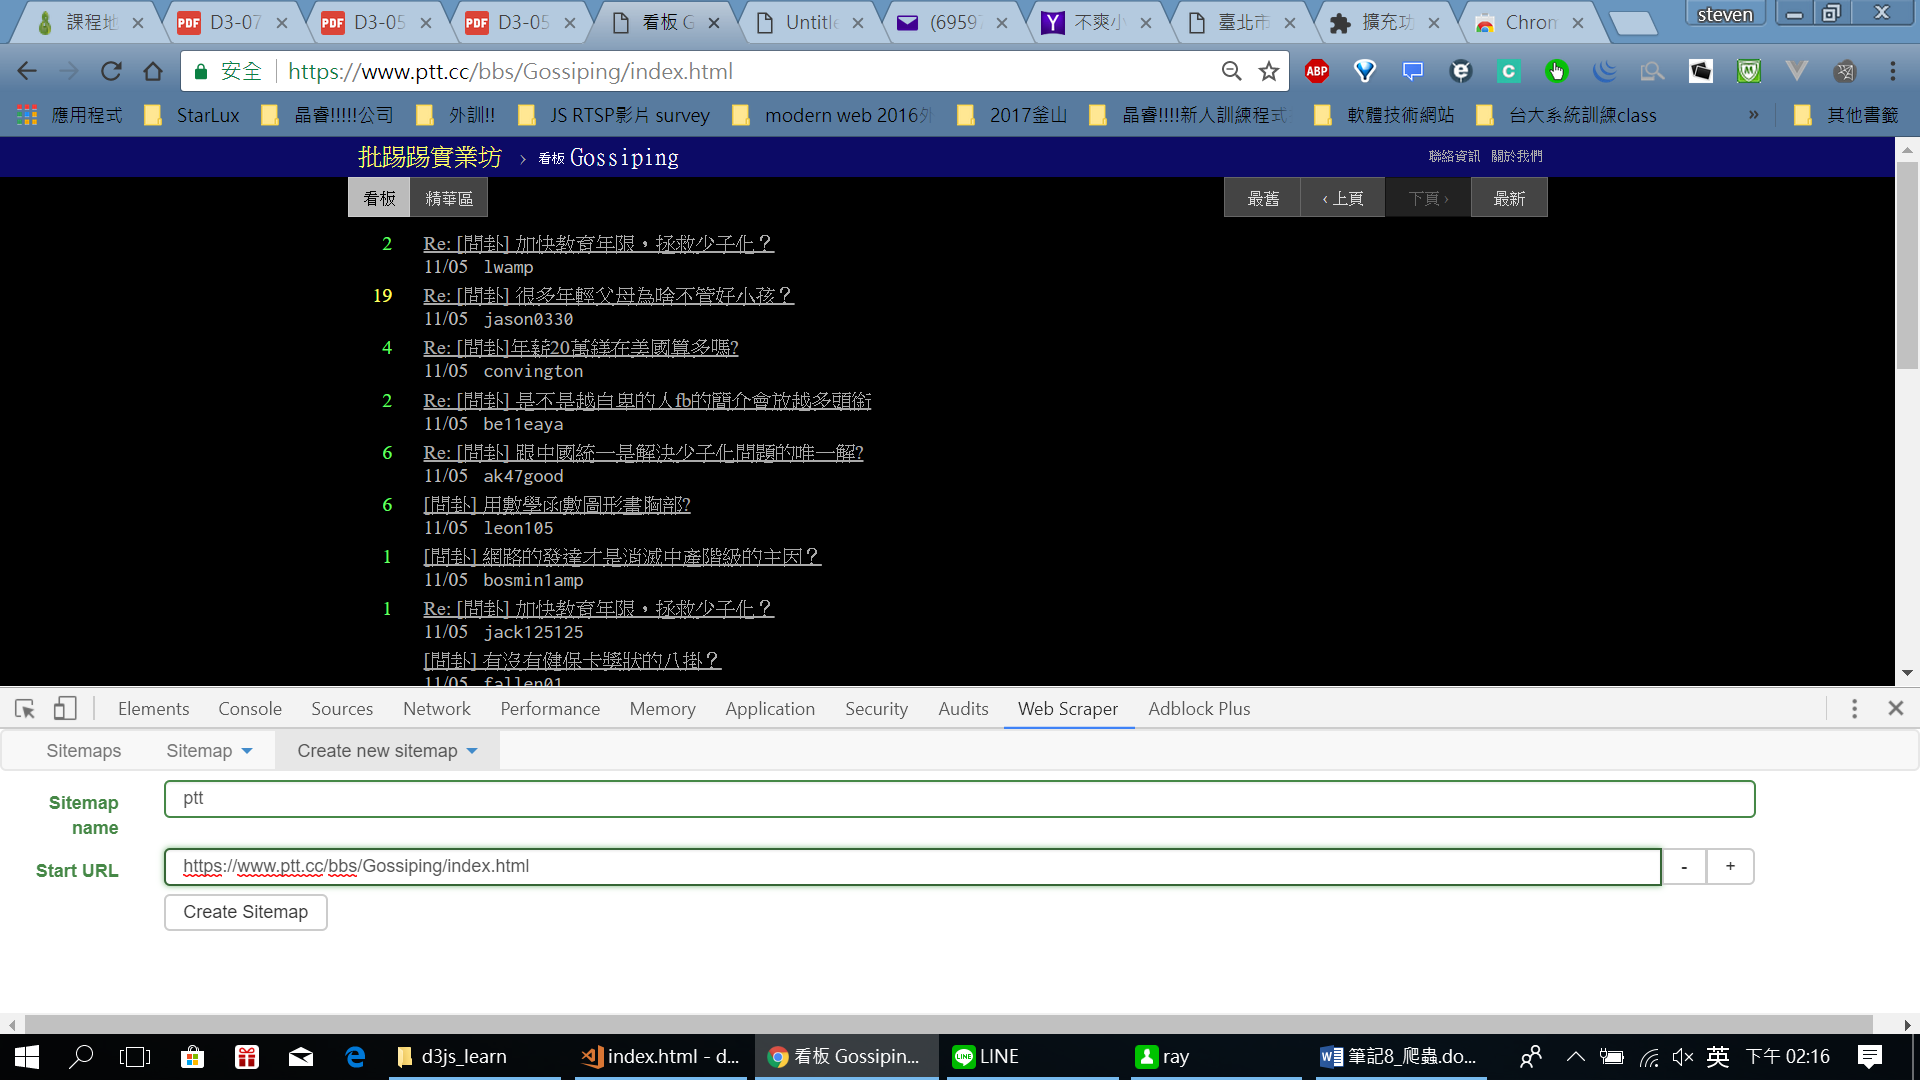 課程地 D3-07 D3-05 D3-05 看板 G Untitle (69597 不爽小 臺北市 擴充功 Chrom steven
安全 https://www.ptt.cc/bbs/Gossiping/index.html
應用程式 StarLux 晶睿!!!!!公司 外訓!! JS RTSP影片 survey modern web 2016外 2017釜山 晶睿!!!!新人訓練程式 軟體技術網站 台大系統訓練class » 其他書籤
批踢踢實業坊 › 看板 Gossiping 聯絡資訊 關於我們
看板 精華區 最舊 ‹ 上頁 下頁 › 最新
2 Re: [問卦] 加快教育年限，拯救少子化？
11/05 lwamp
19 Re: [問卦] 很多年輕父母為啥不管好小孩？
11/05 jason0330
4 Re: [問卦]年薪20萬鎂在美國算多嗎?
11/05 convington
2 Re: [問卦] 是不是越自卑的人fb的簡介會放越多頭銜
11/05 be11eaya
6 Re: [問卦] 跟中國統一是解決少子化問題的唯一解?
11/05 ak47good
6 [問卦] 用數學函數圖形畫胸部?
11/05 leon105
1 [問卦] 網路的發達才是消滅中產階級的主因？
11/05 bosmin1amp
1 Re: [問卦] 加快教育年限，拯救少子化？
11/05 jack125125
[問卦] 有沒有健保卡獎狀的八掛？
11/05 fallen01
Elements Console Sources Network Performance Memory Application Security Audits Web Scraper Adblock Plus
Sitemaps Sitemap Create new sitemap
Sitemap name ptt
Start URL https://www.ptt.cc/bbs/Gossiping/index.html - +
Create Sitemap
d3js_learn index.html - d... 看板 Gossipin... LINE ray 筆記8_爬蟲.do... 英 下午 02:16